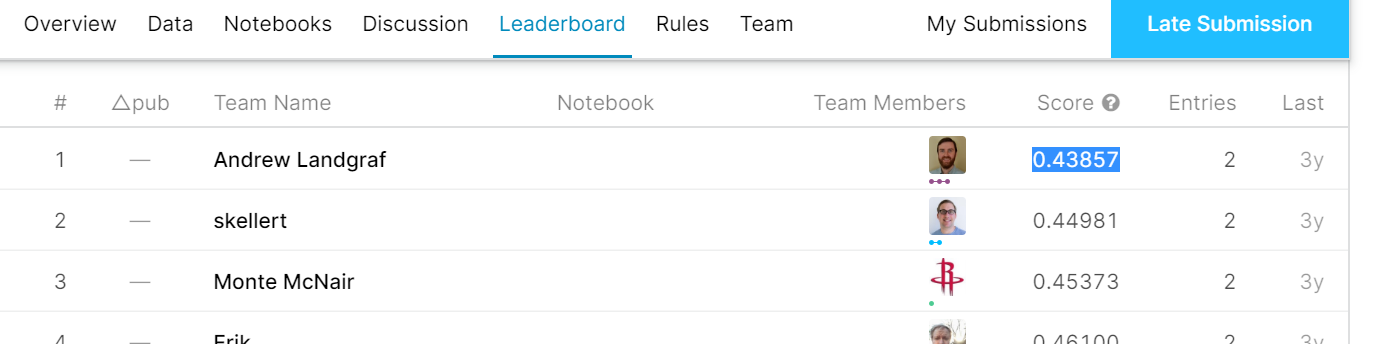 Overview Data Notebooks Discussion Leaderboard Rules Team My Submissions Late Submission
# △pub Team Name Notebook Team Members Score ? Entries Last
1 — Andrew Landgraf 0.43857 2 3y
2 — skellert 0.44981 2 3y
3 — Monte McNair R 0.45373 2 3y
4 — Erik 0.46100 2 3y